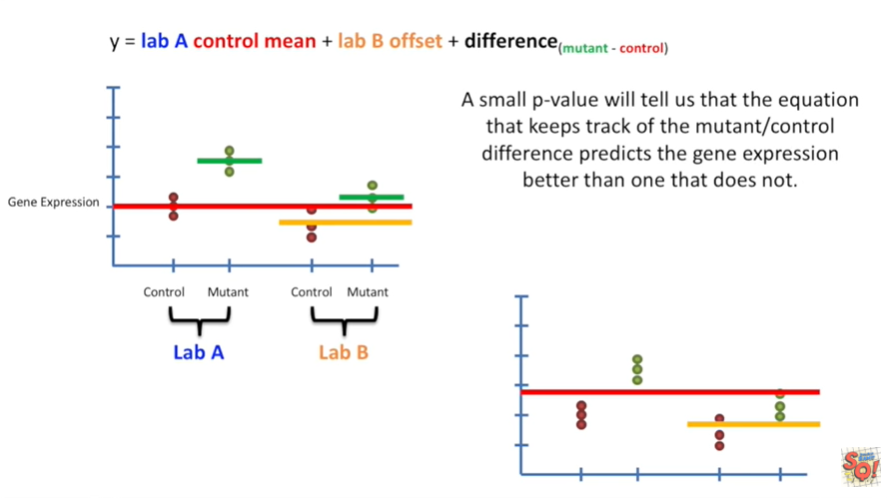 y = lab A control mean + lab B offset + difference(mutant - control)
A small p-value will tell us that the equation
that keeps track of the mutant/control
difference predicts the gene expression
better than one that does not.
Gene Expression
Control Mutant Control Mutant
Lab A Lab B
SQ!